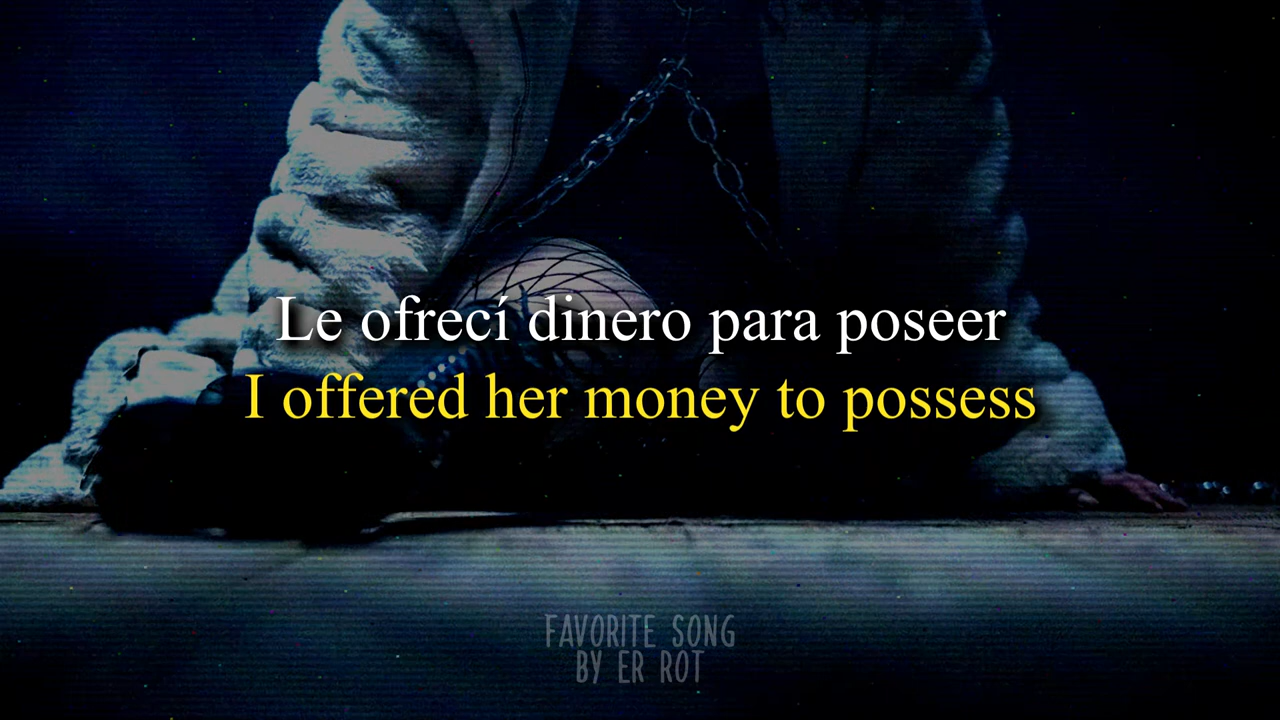 Le ofrecí dinero para poseer
I offered her money to possess
FAVORITE SONG
BY ER ROT